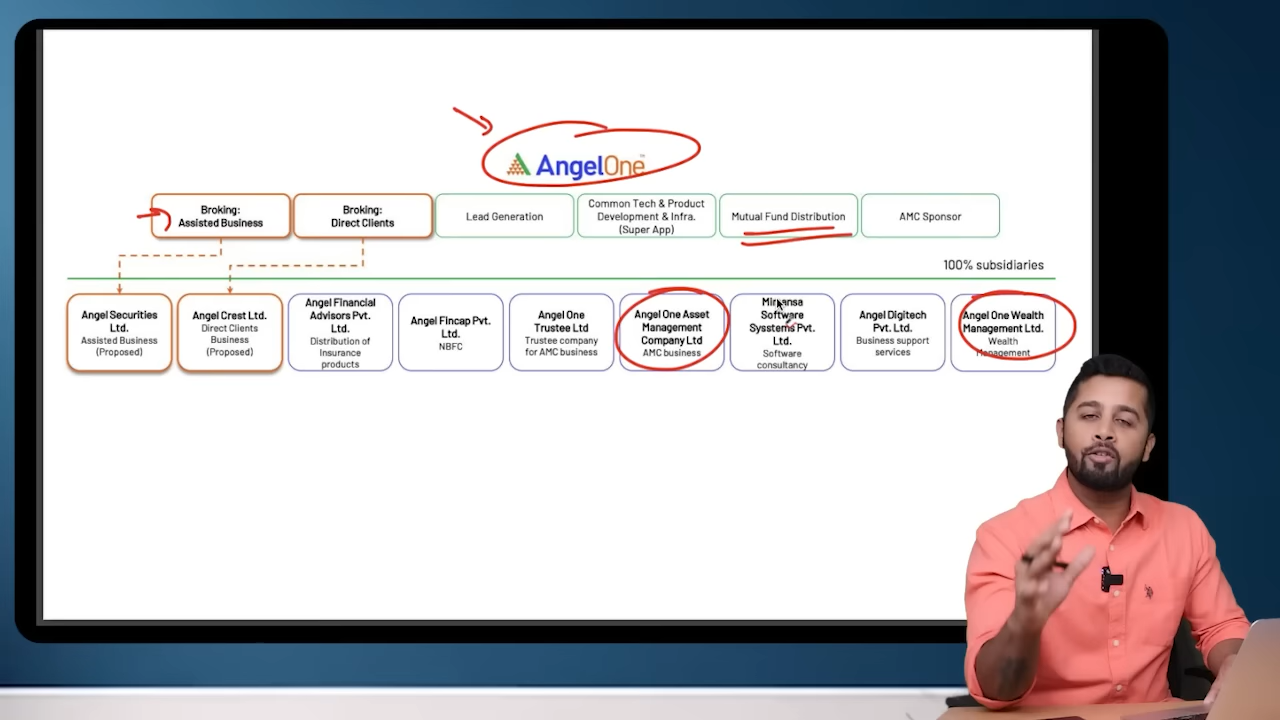 AngelOne
Broking:
Assisted Business
Broking:
Direct Clients
Lead Generation
Common Tech & Product
Development & Infra.
(Super App)
Mutual Fund Distribution
AMC Sponsor
100% subsidiaries
Angel Securities
Ltd.
Assisted Business
(Proposed)
Angel Crest Ltd.
Direct Clients
Business
(Proposed)
Angel Financial
Advisors Pvt.
Ltd.
Distribution of
Insurance
products
Angel Fincap Pvt.
Ltd.
NBFC
Angel One
Trustee Ltd
Trustee company
for AMC business
Angel One Asset
Management
Company Ltd
AMC business
Software
Sysstems Pvt.
Ltd.
Software
consultancy
Angel Digitech
Pvt. Ltd.
Business support
services
Angel One Wealth
Management Ltd.
Wealth
Management